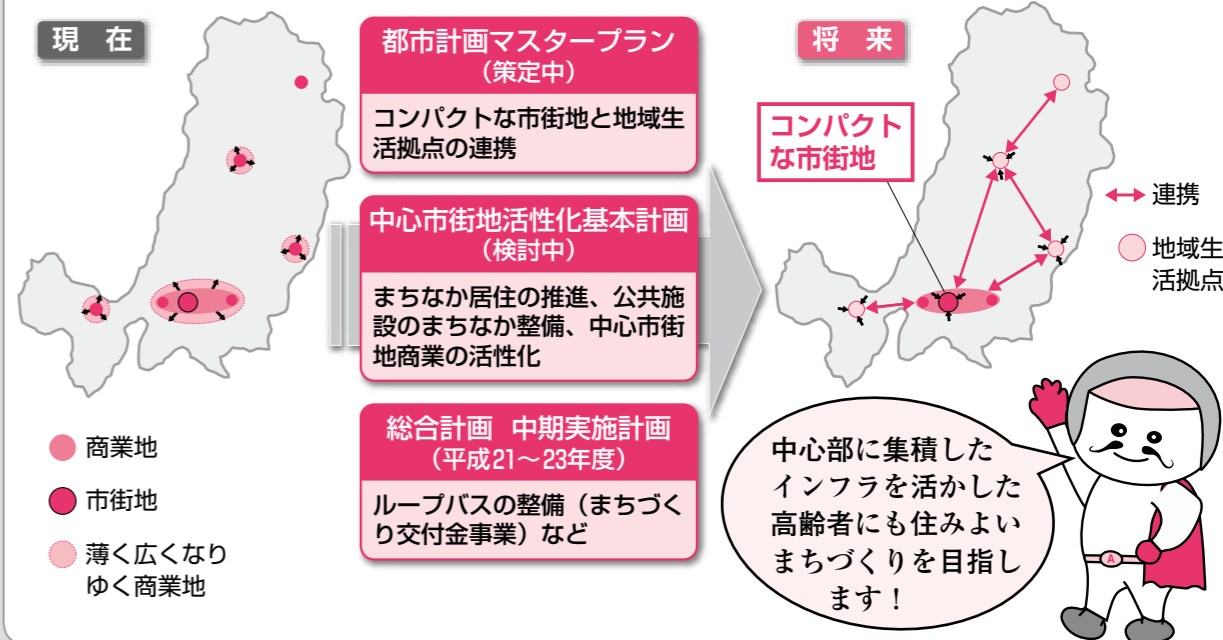 現 在
商業地
市街地
薄く広くなり
ゆく商業地
都市計画マスタープラン
（策定中）
コンパクトな市街地と地域生
活拠点の連携
中心市街地活性化基本計画
（検討中）
まちなか居住の推進、公共施
設のまちなか整備、中心市街
地商業の活性化
総合計画 中期実施計画
（平成21～23年度）
ループバスの整備（まちづく
り交付金事業）など
将 来
コンパクト
な市街地
連携
地域生
活拠点
中心部に集積した
インフラを活かした
高齢者にも住みよい
まちづくりを目指し
ます！
A